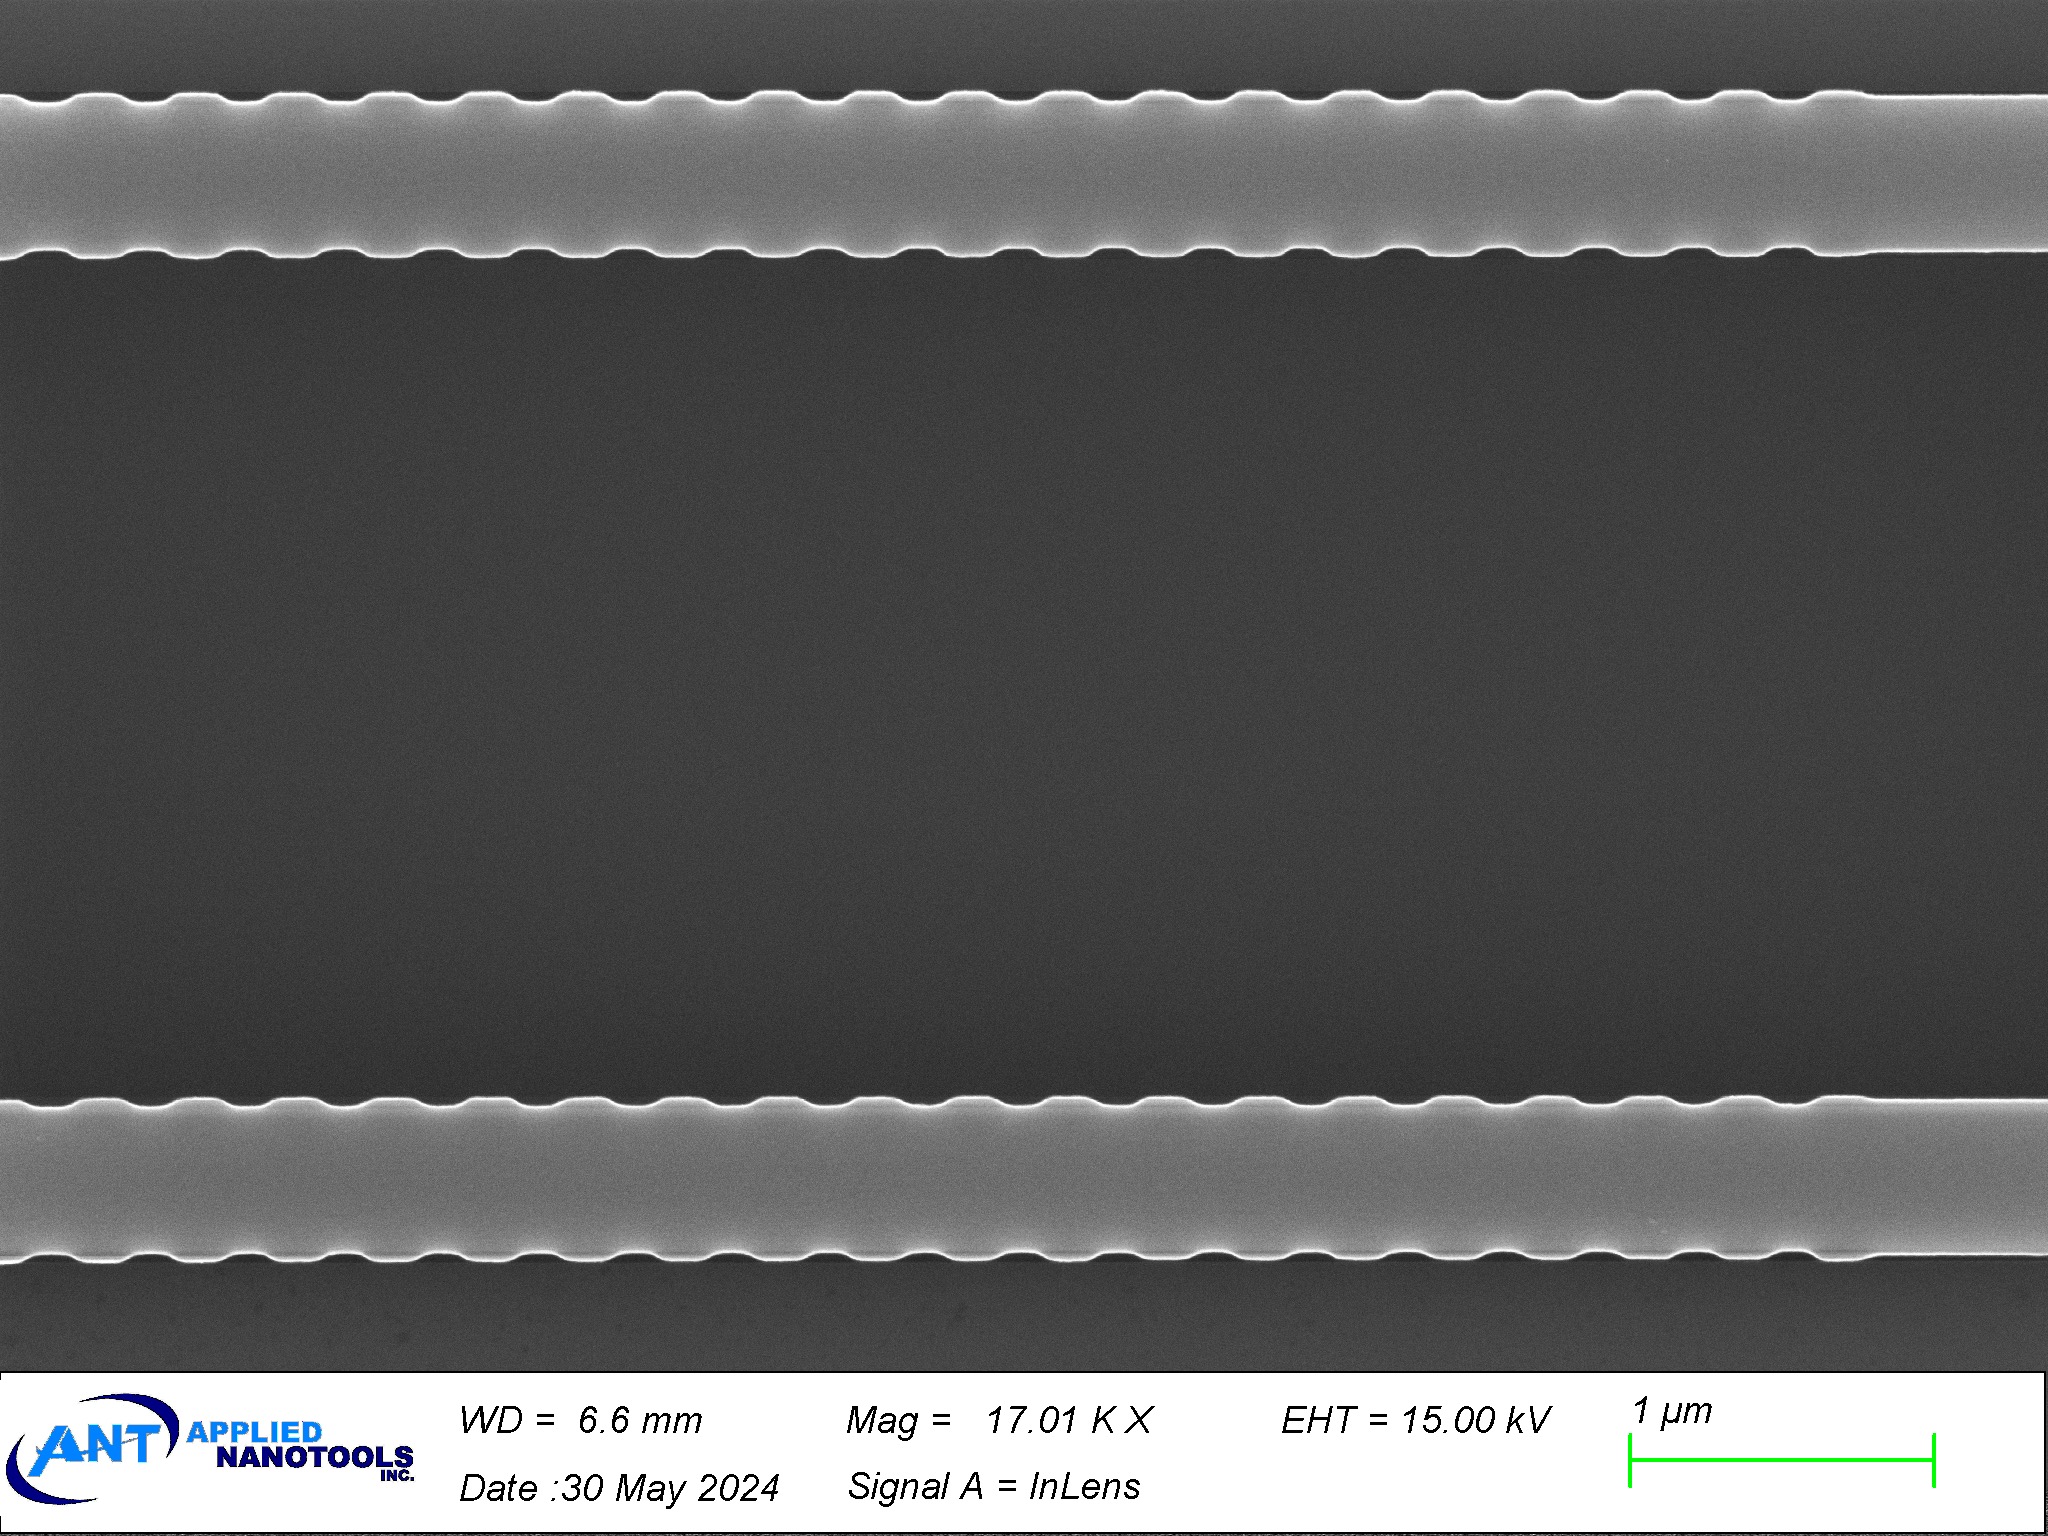 ANT APPLIED
NANOTOOLS
INC.
WD = 6.6 mm
Mag = 17.01 K X
EHT = 15.00 kV
1 µm
Date :30 May 2024
Signal A = InLens